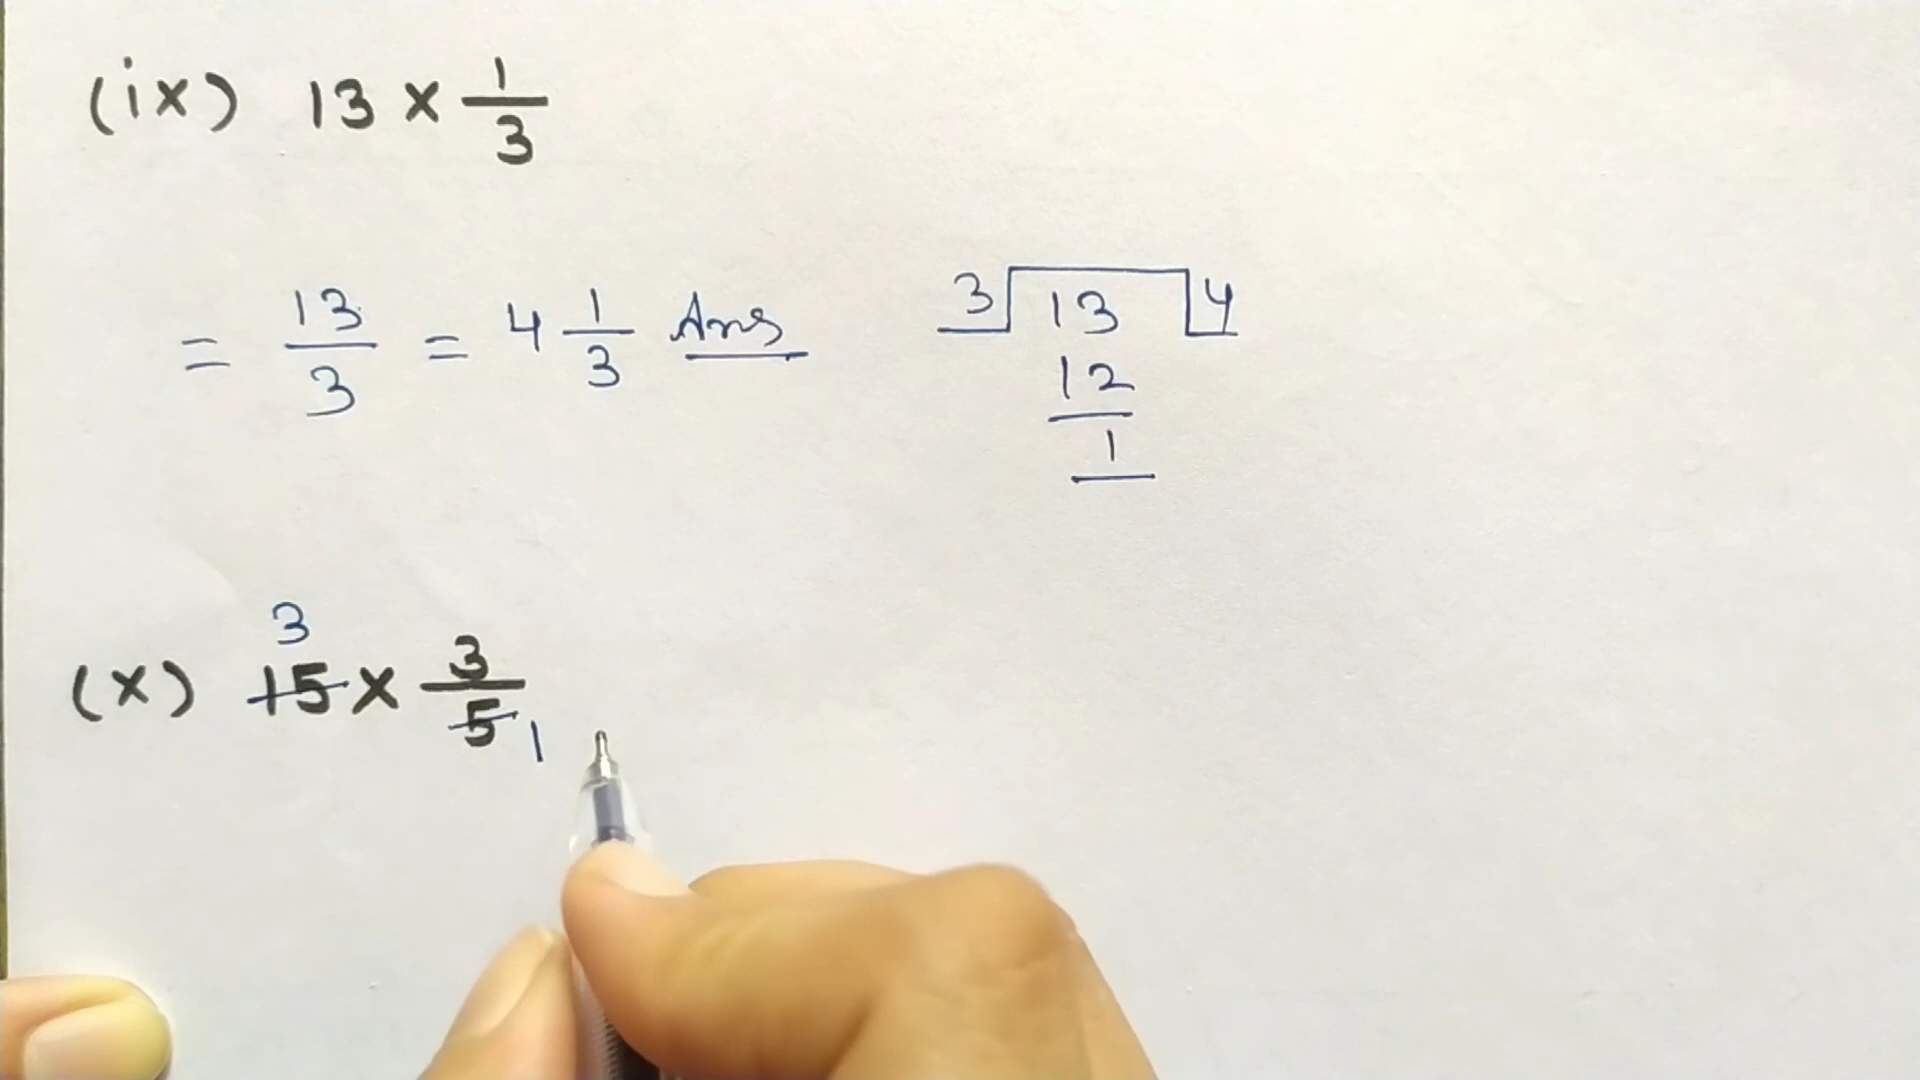 (ix) 13 × 1/3
= 13/3 = 4 1/3 Ans
3 13 4
12
1
3
(x) 15 × 3/5 1